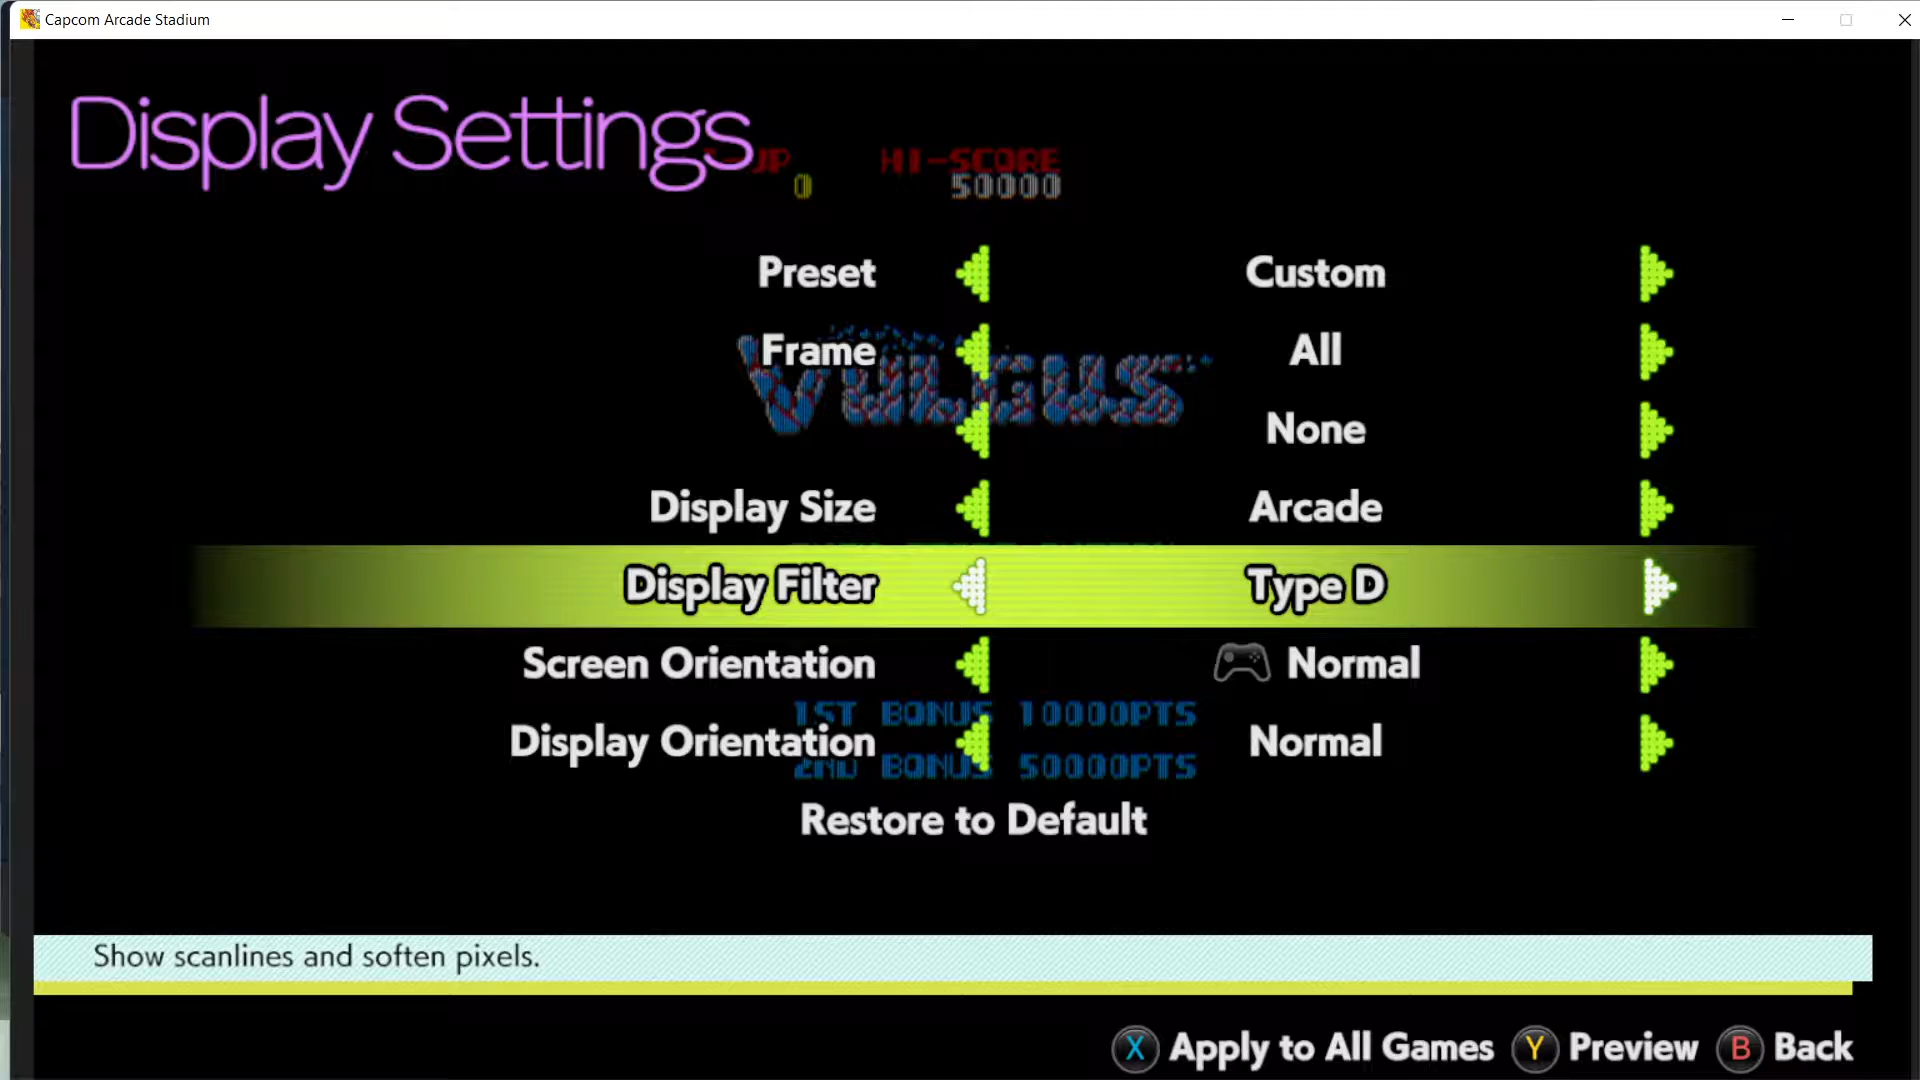 Capcom Arcade Stadium
Display Settings
HI-SCORE
0 50000
Preset Custom
Frame All
VULGUS
None
Display Size Arcade
Display Filter Type D
Screen Orientation Normal
1ST BONUS 10000PTS
Display Orientation Normal
2ND BONUS 50000PTS
Restore to Default
Show scanlines and soften pixels.
X Apply to All Games Y Preview B Back